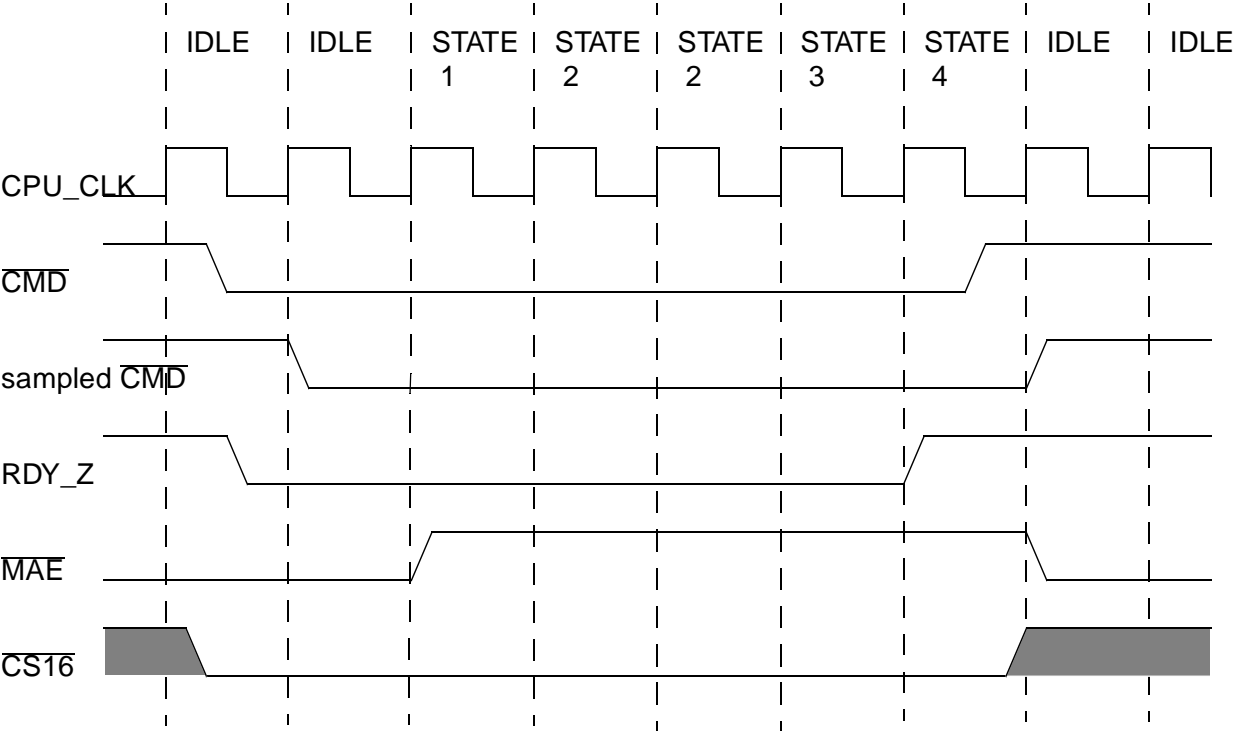 IDLE IDLE STATE STATE STATE STATE STATE IDLE IDLE
1 2 2 3 4
CPU_CLK
CMD
sampled CMD
RDY_Z
MAE
CS16